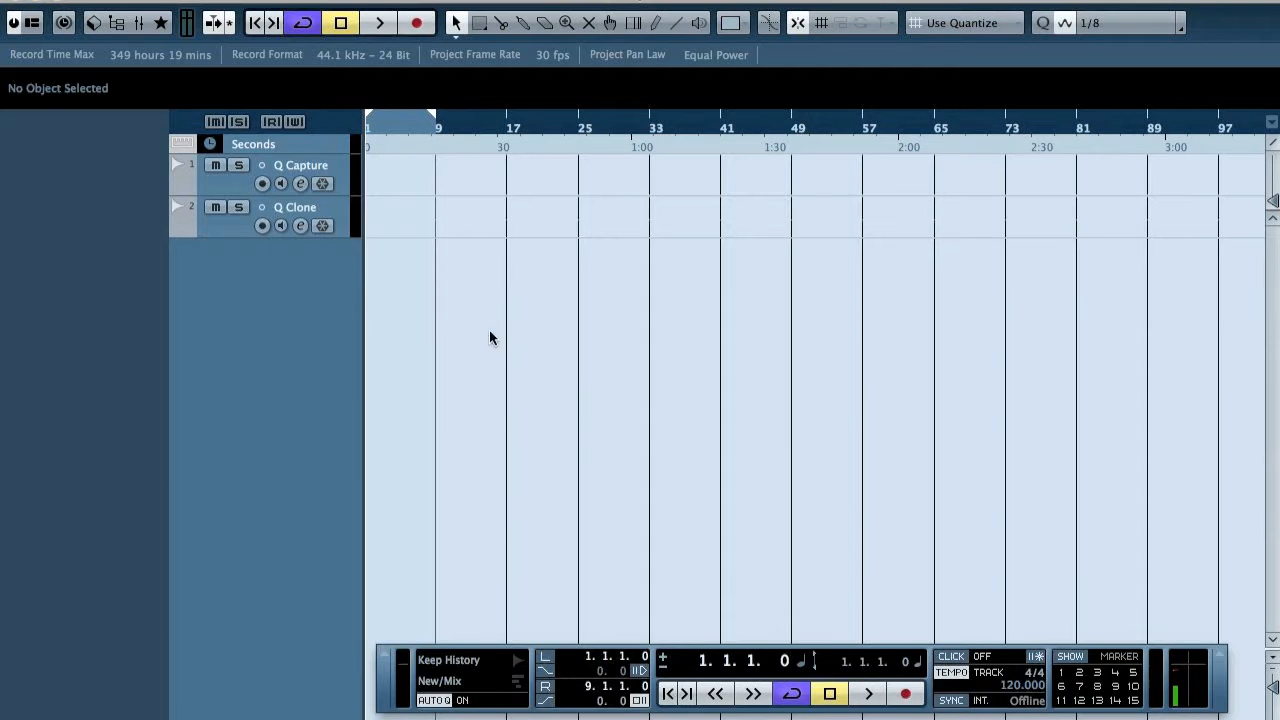 Use Quantize
Q
1/8
Record Time Max
349 hours 19 mins
Record Format
44.1 kHz - 24 Bit
Project Frame Rate
30 fps
Project Pan Law
Equal Power
No Object Selected
M S R W
1 9 17 25 33 41 49 57 65 73 81 89 97
Seconds
0 30 1:00 1:30 2:00 2:30 3:00
1 m S Q Capture
e
2 m S Q Clone
e
Keep History
New/Mix
AUTO Q ON
L 1. 1. 1. 0
0. 0
R 9. 1. 1. 0
0. 0
1. 1. 1. 0
1. 1. 1. 0
CLICK OFF
TEMPO TRACK 4/4
120.000
SYNC INT. Offline
SHOW MARKER
1 2 3 4 5
6 7 8 9 10
11 12 13 14 15